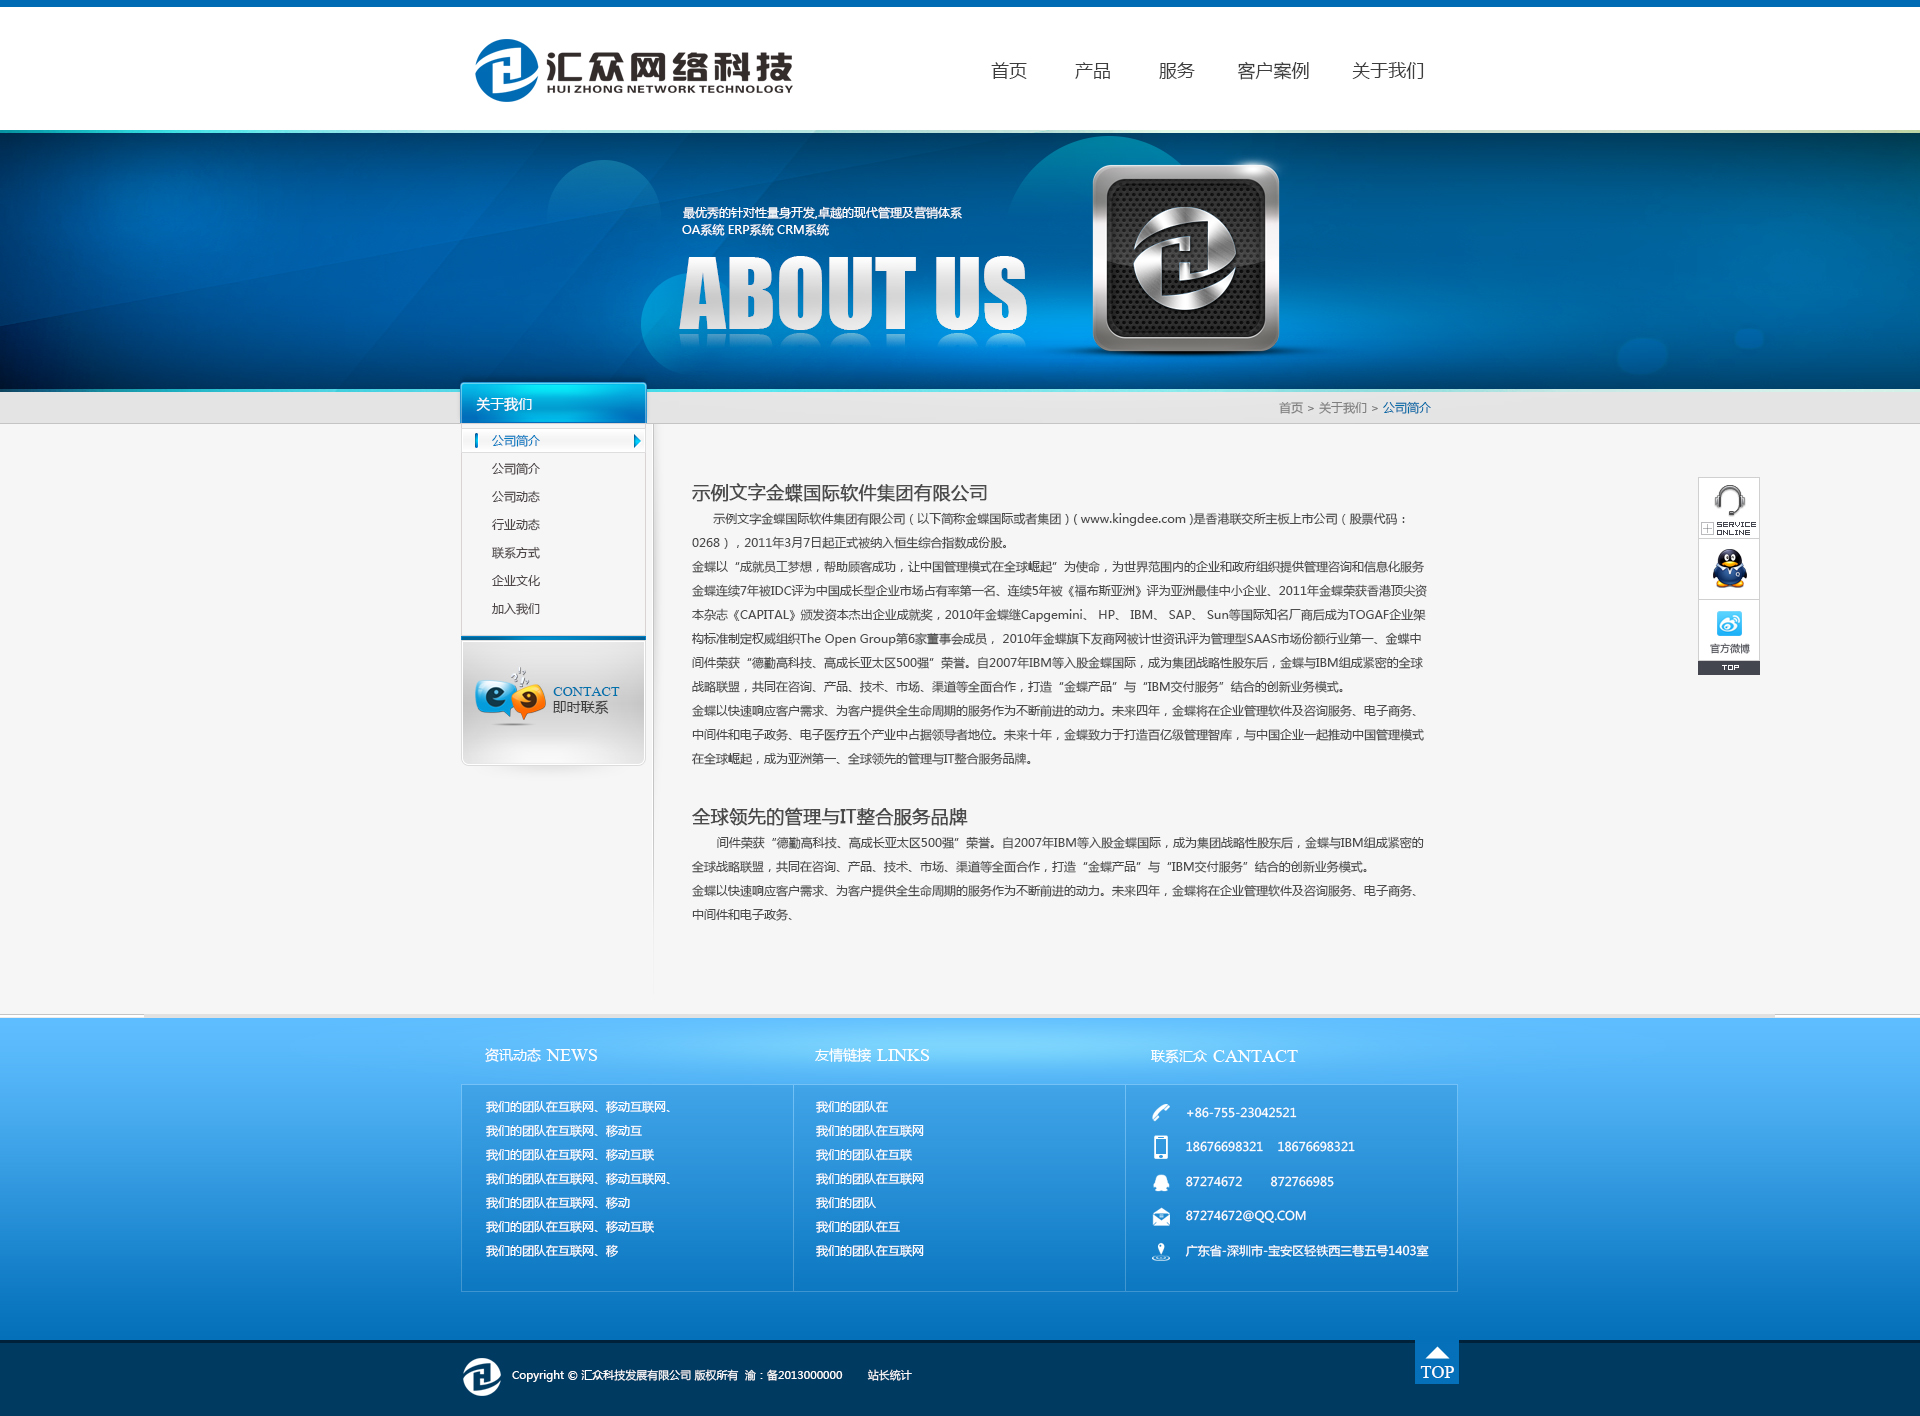 汇众网络科技
HUI ZHONG NETWORK TECHNOLOGY
首页 产品 服务 客户案例 关于我们
最优秀的针对性量身开发,卓越的现代管理及营销体系
OA系统 ERP系统 CRM系统
ABOUT US
关于我们
首页 > 关于我们 > 公司简介
公司简介
公司简介
公司动态
行业动态
联系方式
企业文化
加入我们
CONTACT
即时联系
示例文字金蝶国际软件集团有限公司
示例文字金蝶国际软件集团有限公司（以下简称金蝶国际或者集团）( www.kingdee.com )是香港联交所主板上市公司（股票代码：
0268 ），2011年3月7日起正式被纳入恒生综合指数成份股。
金蝶以“成就员工梦想，帮助顾客成功，让中国管理模式在全球崛起”为使命，为世界范围内的企业和政府组织提供管理咨询和信息化服务
金蝶连续7年被IDC评为中国成长型企业市场占有率第一名、连续5年被《福布斯亚洲》评为亚洲最佳中小企业、2011年金蝶荣获香港顶尖资
本杂志《CAPITAL》颁发资本杰出企业成就奖，2010年金蝶继Capgemini、 HP、 IBM、 SAP、 Sun等国际知名厂商后成为TOGAF企业架
构标准制定权威组织The Open Group第6家董事会成员， 2010年金蝶旗下友商网被计世资讯评为管理型SAAS市场份额行业第一、金蝶中
间件荣获“德勤高科技、高成长亚太区500强”荣誉。自2007年IBM等入股金蝶国际，成为集团战略性股东后，金蝶与IBM组成紧密的全球
战略联盟，共同在咨询、产品、技术、市场、渠道等全面合作，打造“金蝶产品”与“IBM交付服务”结合的创新业务模式。
金蝶以快速响应客户需求、为客户提供全生命周期的服务作为不断前进的动力。未来四年，金蝶将在企业管理软件及咨询服务、电子商务、
中间件和电子政务、电子医疗五个产业中占据领导者地位。未来十年，金蝶致力于打造百亿级管理智库，与中国企业一起推动中国管理模式
在全球崛起，成为亚洲第一、全球领先的管理与IT整合服务品牌。
全球领先的管理与IT整合服务品牌
间件荣获“德勤高科技、高成长亚太区500强”荣誉。自2007年IBM等入股金蝶国际，成为集团战略性股东后，金蝶与IBM组成紧密的
全球战略联盟，共同在咨询、产品、技术、市场、渠道等全面合作，打造“金蝶产品”与“IBM交付服务”结合的创新业务模式。
金蝶以快速响应客户需求、为客户提供全生命周期的服务作为不断前进的动力。未来四年，金蝶将在企业管理软件及咨询服务、电子商务、
中间件和电子政务、
SERVICE
ONLINE
官方微博
TOP
资讯动态 NEWS
我们的团队在互联网、移动互联网、
我们的团队在互联网、移动互
我们的团队在互联网、移动互联
我们的团队在互联网、移动互联网、
我们的团队在互联网、移动
我们的团队在互联网、移动互联
我们的团队在互联网、移
友情链接 LINKS
我们的团队在
我们的团队在互联网
我们的团队在互联
我们的团队在互联网
我们的团队
我们的团队在互
我们的团队在互联网
联系汇众 CANTACT
+86-755-23042521
18676698321 18676698321
87274672 872766985
87274672@QQ.COM
广东省-深圳市-宝安区轻铁西三巷五号1403室
Copyright © 汇众科技发展有限公司 版权所有 渝：备2013000000 站长统计
TOP